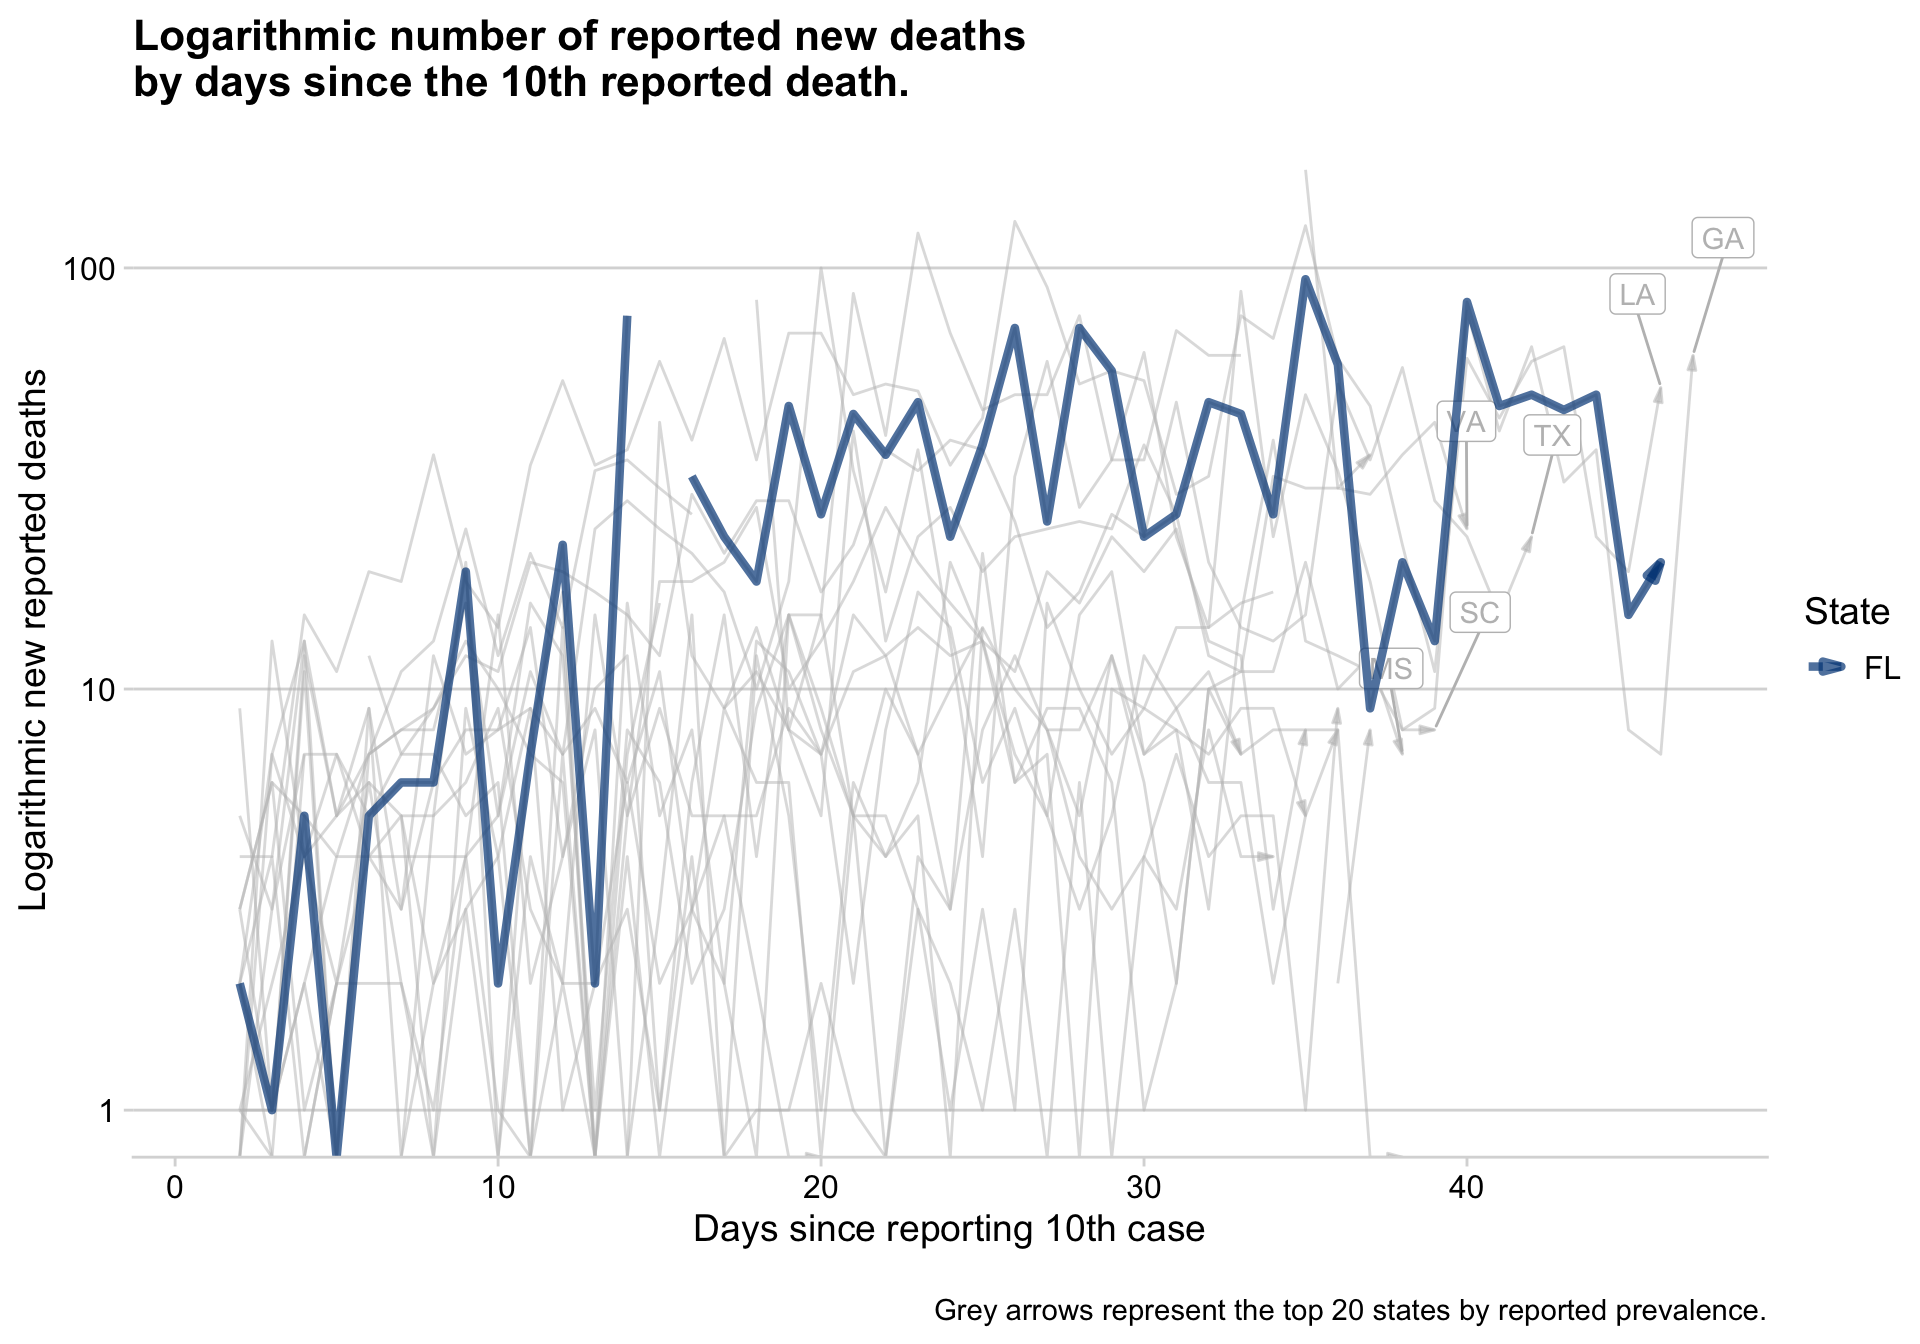 Logarithmic number of reported new deaths
by days since the 10th reported death.
Logarithmic new reported deaths
100
10
1
GA
LA
VA
TX
SC
MS
State
FL
0 10 20 30 40
Days since reporting 10th case
Grey arrows represent the top 20 states by reported prevalence.